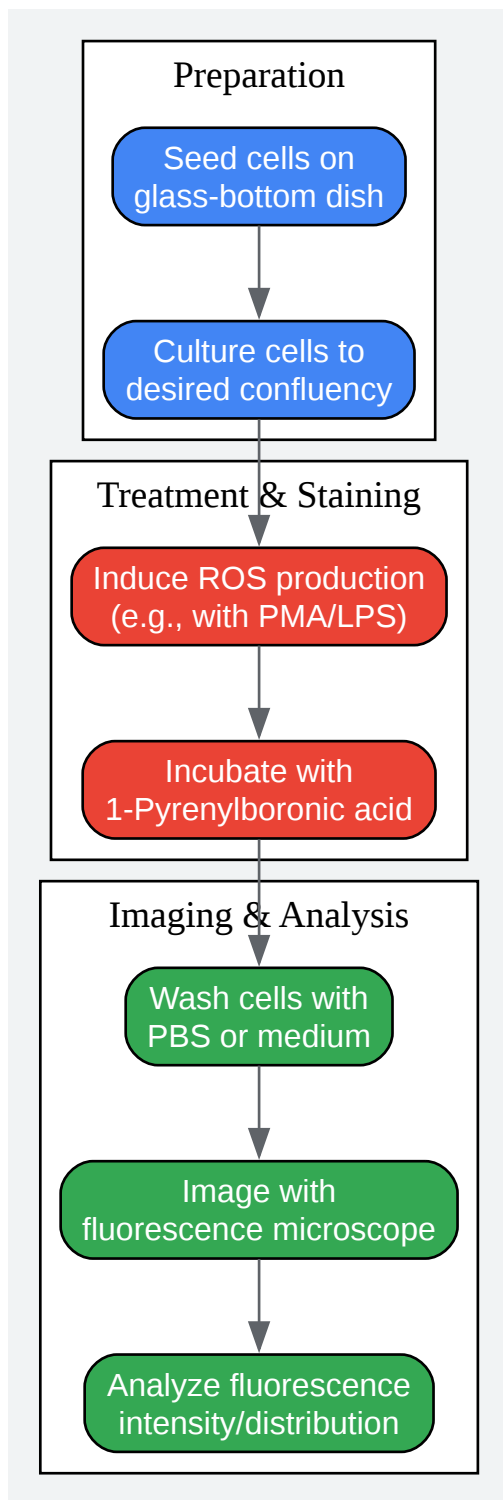 Preparation
Seed cells on
glass-bottom dish
Culture cells to
desired confluency
Treatment & Staining
Induce ROS production
(e.g., with PMA/LPS)
Incubate with
1-Pyrenylboronic acid
Imaging & Analysis
Wash cells with
PBS or medium
Image with
fluorescence microscope
Analyze fluorescence
intensity/distribution